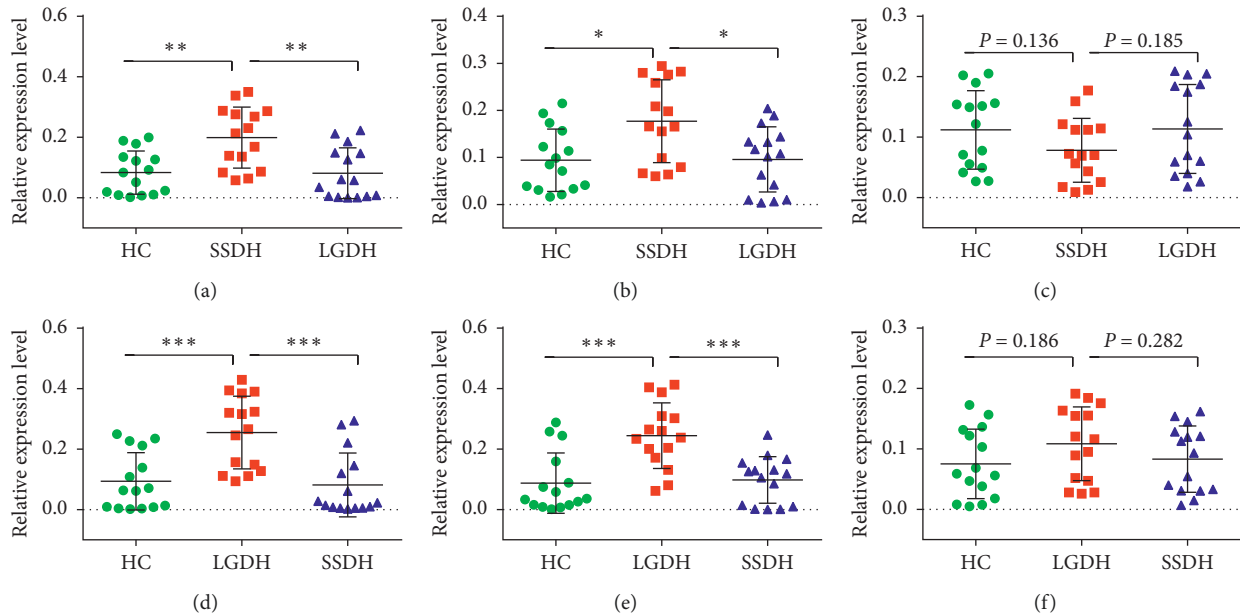 Relative expression level
0.6
0.4
0.2
0.0
** **
HC SSDH LGDH
(a)
Relative expression level
0.4
0.3
0.2
0.1
0.0
* *
HC SSDH LGDH
(b)
Relative expression level
0.3
0.2
0.1
0.0
P = 0.136 P = 0.185
HC SSDH LGDH
(c)
Relative expression level
0.6
0.4
0.2
0.0
*** ***
HC LGDH SSDH
(d)
Relative expression level
0.6
0.4
0.2
0.0
*** ***
HC LGDH SSDH
(e)
Relative expression level
0.3
0.2
0.1
0.0
P = 0.186 P = 0.282
HC LGDH SSDH
(f)